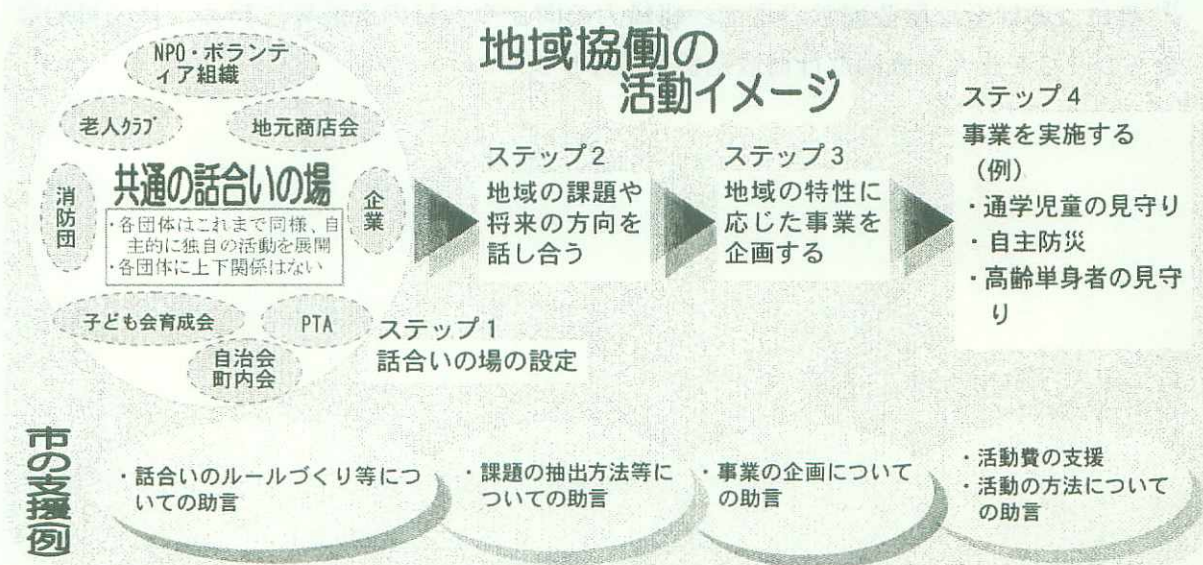 地域協働の
活動イメージ
NPO・ボランテ
ィア組織
老人クラブ
地元商店会
共通の話合いの場
消防団
企業
・各団体はこれまで同様、自
主的に独自の活動を展開
・各団体に上下関係はない
子ども会育成会
PTA
自治会
町内会
ステップ1
話合いの場の設定
ステップ2
地域の課題や
将来の方向を
話し合う
ステップ3
地域の特性に
応じた事業を
企画する
ステップ4
事業を実施する
(例)
・通学児童の見守り
・自主防災
・高齢単身者の見守
り
市の支援例
・話合いのルールづくり等につ
いての助言
・課題の抽出方法等に
ついての助言
・事業の企画について
の助言
・活動費の支援
・活動の方法について
の助言